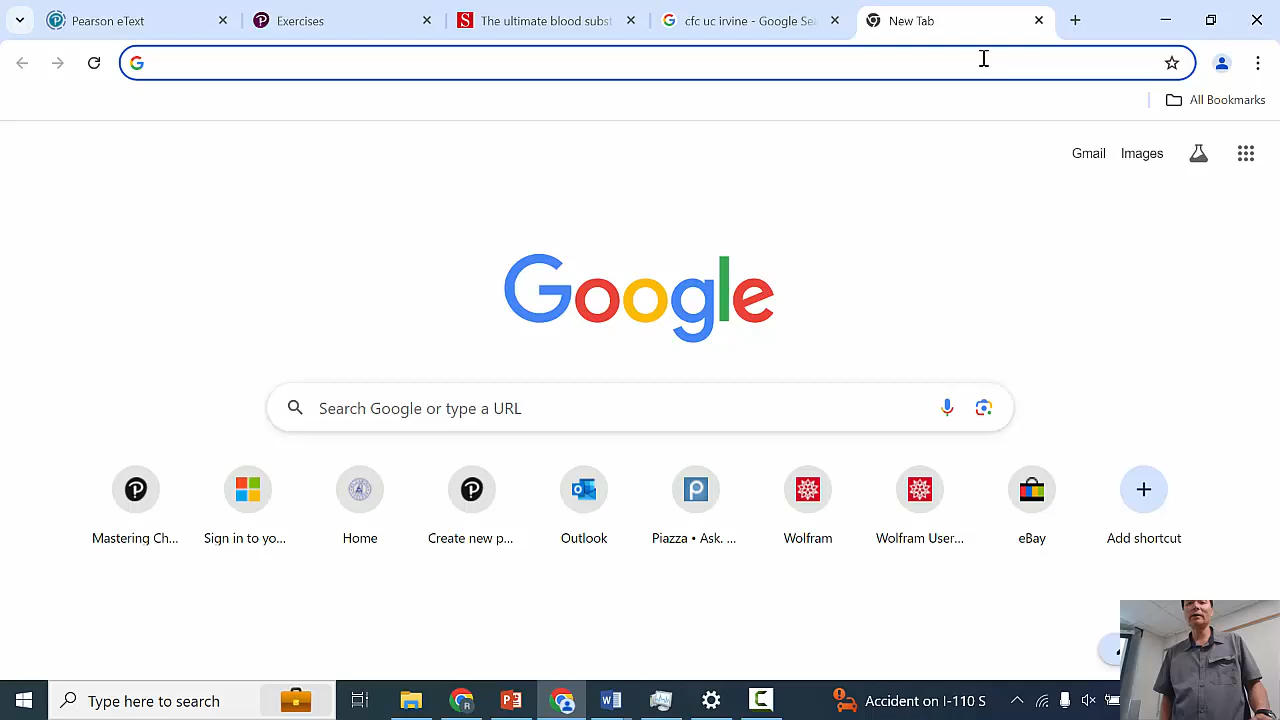 Pearson eText
Exercises
The ultimate blood subst
cfc uc irvine - Google Sea
New Tab
All Bookmarks
Gmail
Images
Google
Search Google or type a URL
Mastering Ch...
Sign in to yo...
Home
Create new p...
Outlook
Piazza • Ask. ...
Wolfram
Wolfram User...
eBay
Add shortcut
Type here to search
Accident on I-110 S